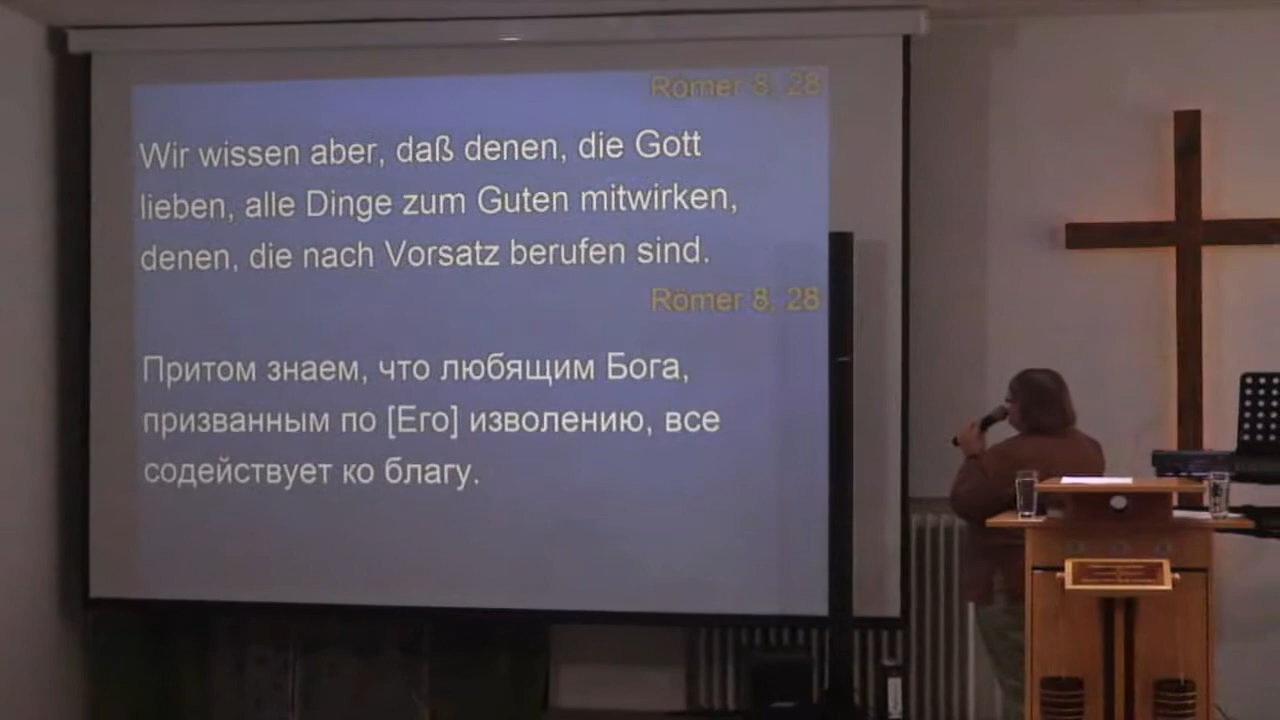 Römer 8, 28
Wir wissen aber, daß denen, die Gott
lieben, alle Dinge zum Guten mitwirken,
denen, die nach Vorsatz berufen sind.
Römer 8, 28
Притом знаем, что любящим Бога,
призванным по [Его] изволению, все
содействует ко благу.